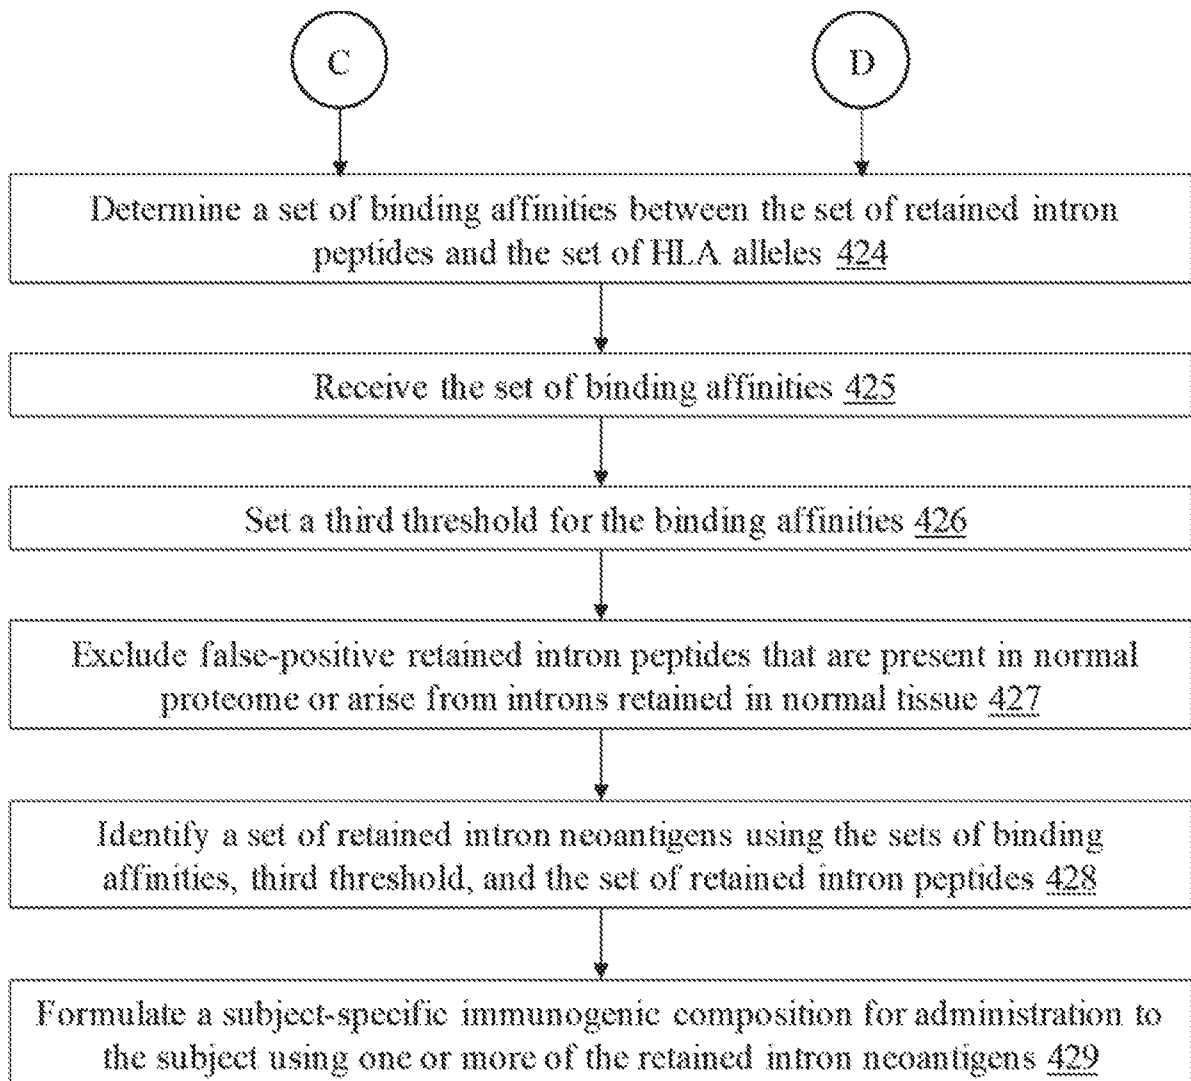 C
D
Determine a set of binding affinities between the set of retained intron
peptides and the set of HLA alleles 424
Receive the set of binding affinities 425
Set a third threshold for the binding affinities 426
Exclude false-positive retained intron peptides that are present in normal
proteome or arise from introns retained in normal tissue 427
Identify a set of retained intron neoantigens using the sets of binding
affinities, third threshold, and the set of retained intron peptides 428
Formulate a subject-specific immunogenic composition for administration to
the subject using one or more of the retained intron neoantigens 429